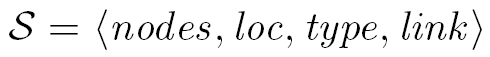 𝒮 = ⟨nodes, loc, type, link⟩